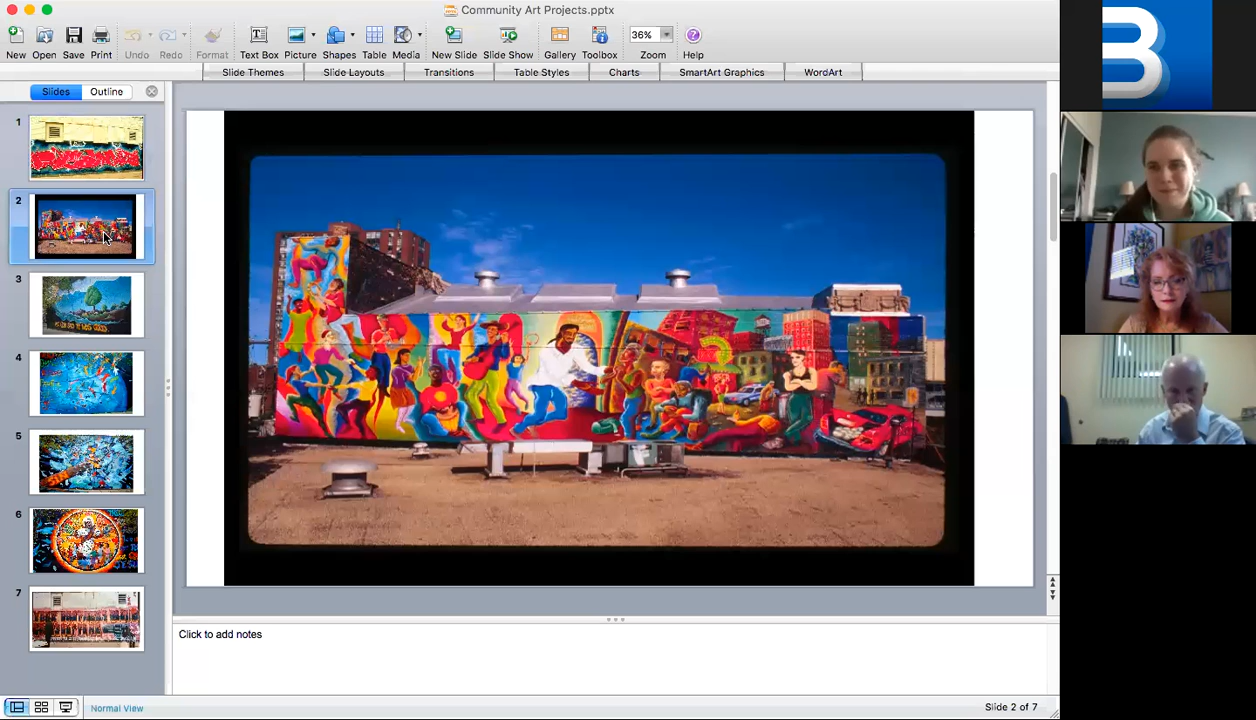 Community Art Projects.pptx
36%
New Open Save Print Undo Redo Format Text Box Picture Shapes Table Media New Slide Slide Show Gallery Toolbox Zoom Help
Slide Themes Slide Layouts Transitions Table Styles Charts SmartArt Graphics WordArt
Slides Outline
1
2
3
4
5
6
7
Click to add notes
Normal View
Slide 2 of 7
B